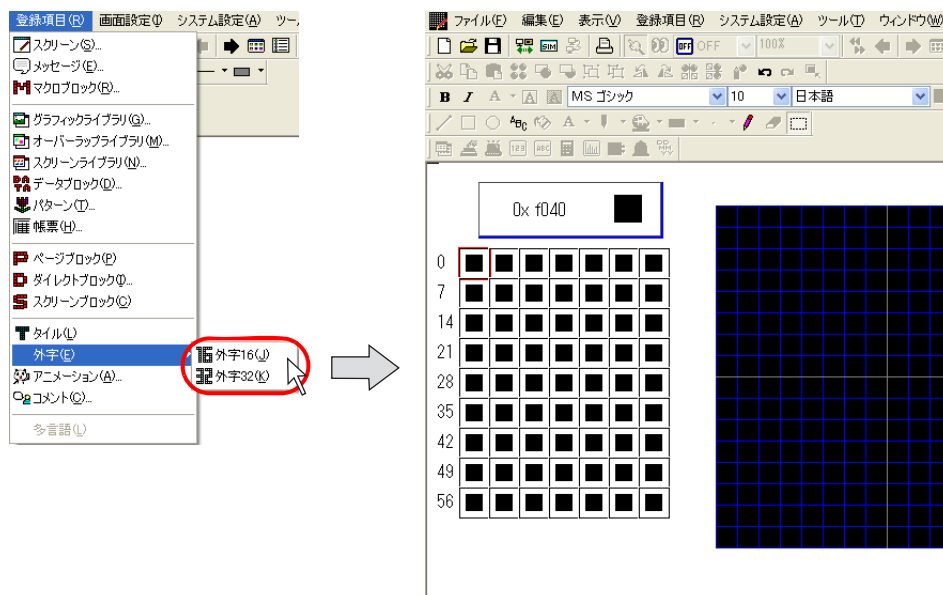 登録項目(R) 画面設定(I) システム設定(A)
スクリーン(S)...
メッセージ(E)...
マクロブロック(R)...
グラフィックライブラリ(G)...
オーバーラップライブラリ(M)...
スクリーンライブラリ(N)...
データブロック(D)...
パターン(T)...
帳票(H)...
ページブロック(P)
ダイレクトブロック(I)...
スクリーンブロック(C)
タイル(L)
外字(E)
外字16(J)
外字32(K)
アニメーション(A)...
コメント(C)...
多言語(L)
ファイル(F) 編集(E) 表示(V) 登録項目(R) システム設定(A) ツール(T) ウィンドウ(W)
SIM OFF OFF 100%
B I A A A MS ゴシック 10 日本語
ABC A
123 ABC
0x f040
0
7
14
21
28
35
42
49
56